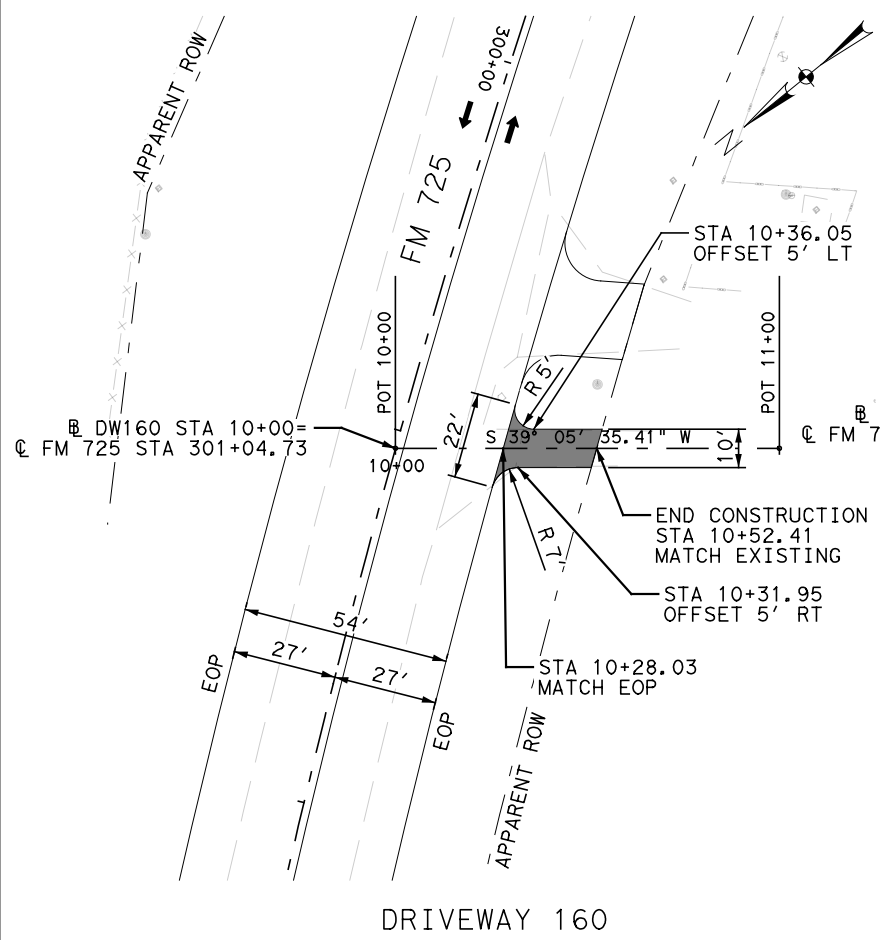 APPARENT ROW
300+00
FM 725
N
STA 10+36.05
OFFSET 5' LT
POT 10+00
POT 11+00
R 5'
22'
℄ DW160 STA 10+00=
℄ FM 725 STA 301+04.73
10+00
S 39° 05' 35.41" W
10'
℄
℄ FM 7
R 7'
END CONSTRUCTION
STA 10+52.41
MATCH EXISTING
STA 10+31.95
OFFSET 5' RT
54'
27'
27'
STA 10+28.03
MATCH EOP
EOP
EOP
APPARENT ROW
DRIVEWAY 160